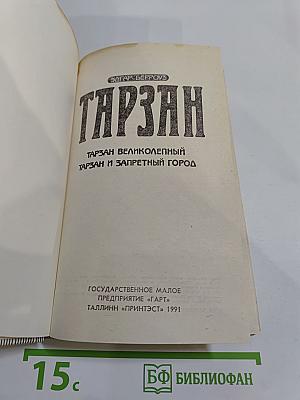 ЭДГАР БЕРРОУЗ
ТАРЗАН
ТАРЗАН ВЕЛИКОЛЕПНЫЙ
ТАРЗАН И ЗАПРЕТНЫЙ ГОРОД
ГОСУДАРСТВЕННОЕ МАЛОЕ
ПРЕДПРИЯТИЕ «ГАРТ»
ТАЛЛИНН «ПРИНТЭСТ» 1991
15с
БФ БИБЛИОФАН